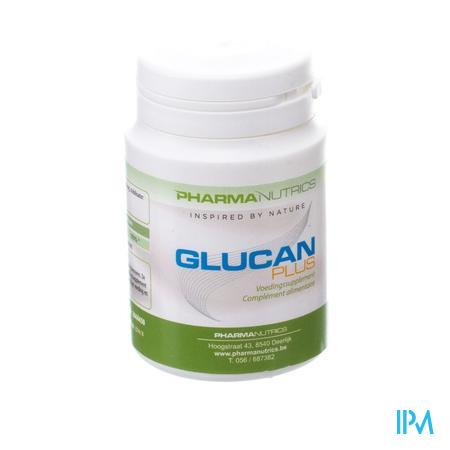 PHARMANUTRICS
INSPIRED BY NATURE
GLUCAN
PLUS
Voedingssupplement
Complément alimentaire
PHARMANUTRICS
Hoogstraat 43, 8540 Deerlijk
www.pharmanutrics.be
T. 056 / 687382
IPM